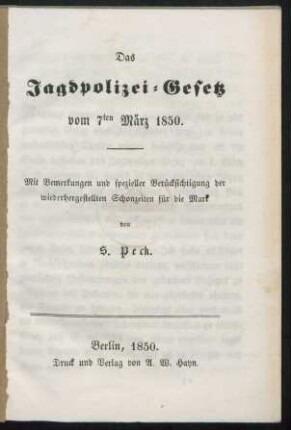 Das
Jagdpolizei-Gesetz
vom 7ten März 1850.
Mit Bemerkungen und spezieller Berücksichtigung der
wiederhergestellten Schonzeiten für die Mark
von
H. Peck.
Berlin, 1850.
Druck und Verlag von A. W. Hayn.